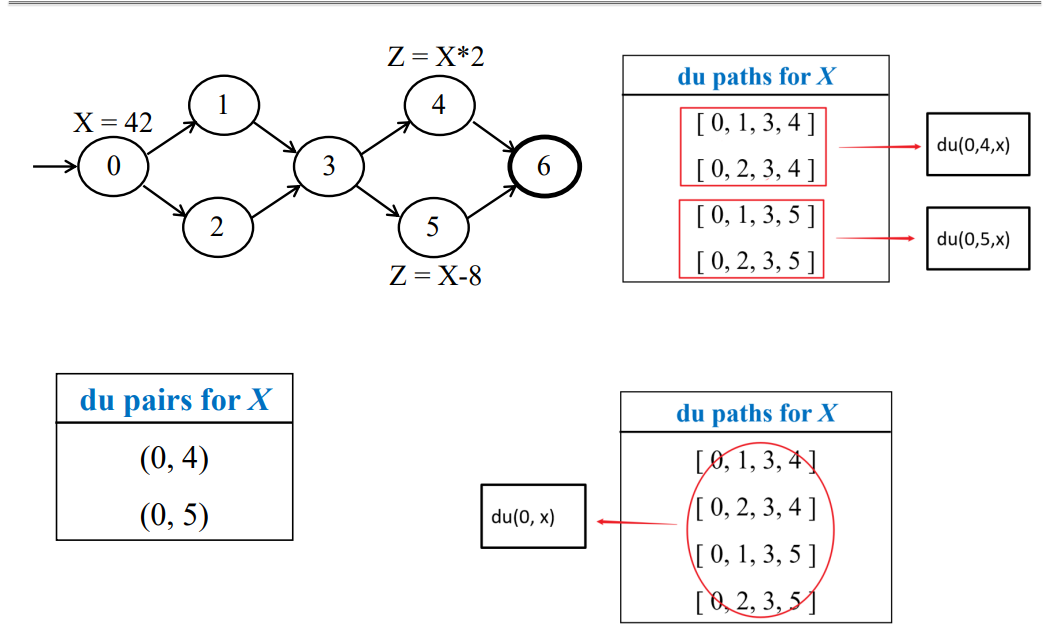 Z = X*2
X = 42
0
1
2
3
4
5
6
Z = X-8
du paths for X
[ 0, 1, 3, 4 ]
[ 0, 2, 3, 4 ]
[ 0, 1, 3, 5 ]
[ 0, 2, 3, 5 ]
du(0,4,x)
du(0,5,x)
du pairs for X
(0, 4)
(0, 5)
du(0, x)
du paths for X
[ 0, 1, 3, 4 ]
[ 0, 2, 3, 4 ]
[ 0, 1, 3, 5 ]
[ 0, 2, 3, 5 ]